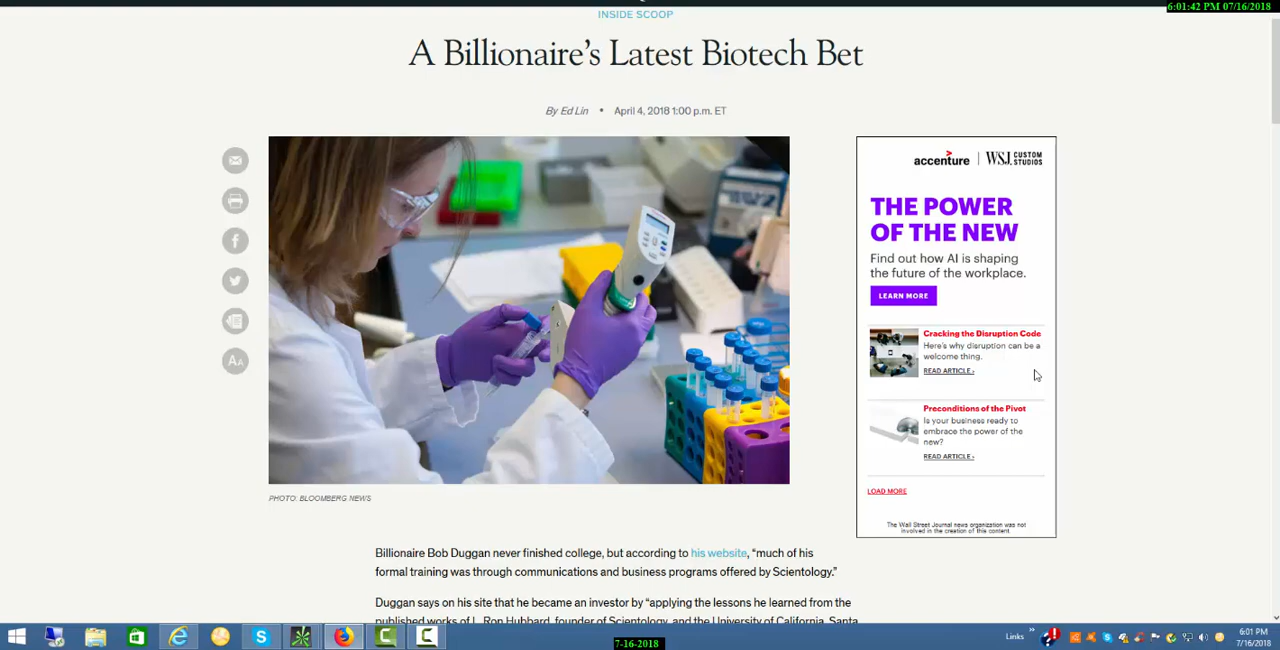 6:01:42 PM 07/16/2018
INSIDE SCOOP
A Billionaire's Latest Biotech Bet
By Ed Lin • April 4, 2018 1:00 p.m. ET
accenture | WSJ CUSTOM STUDIOS
THE POWER
OF THE NEW
Find out how AI is shaping
the future of the workplace.
LEARN MORE
Cracking the Disruption Code
Here's why disruption can be a
welcome thing.
READ ARTICLE ›
Preconditions of the Pivot
Is your business ready to
embrace the power of the
new?
READ ARTICLE ›
LOAD MORE
The Wall Street Journal news organization was not
involved in the creation of this content.
AA
PHOTO: BLOOMBERG NEWS
Billionaire Bob Duggan never finished college, but according to his website, “much of his
formal training was through communications and business programs offered by Scientology.”
Duggan says on his site that he became an investor by “applying the lessons he learned from the
published works of L. Ron Hubbard, founder of Scientology, and the University of California, Santa
Links
6:01 PM
7/16/2018
7-16-2018